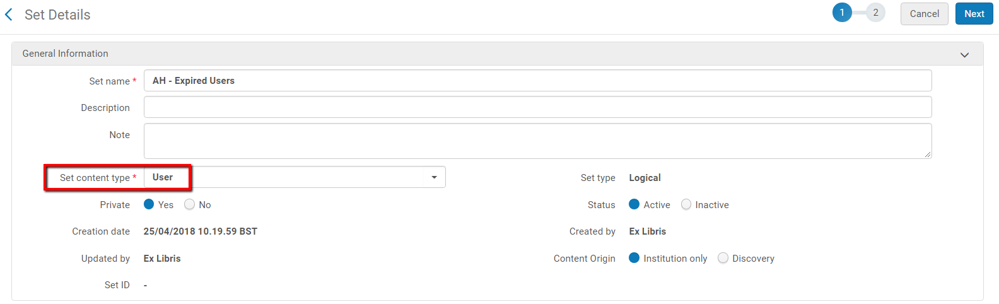 Set Details
1 2 Cancel Next
General Information
Set name * AH - Expired Users
Description
Note
Set content type * User Set type Logical
Private Yes No Status Active Inactive
Creation date 25/04/2018 10.19.59 BST Created by Ex Libris
Updated by Ex Libris Content Origin Institution only Discovery
Set ID -